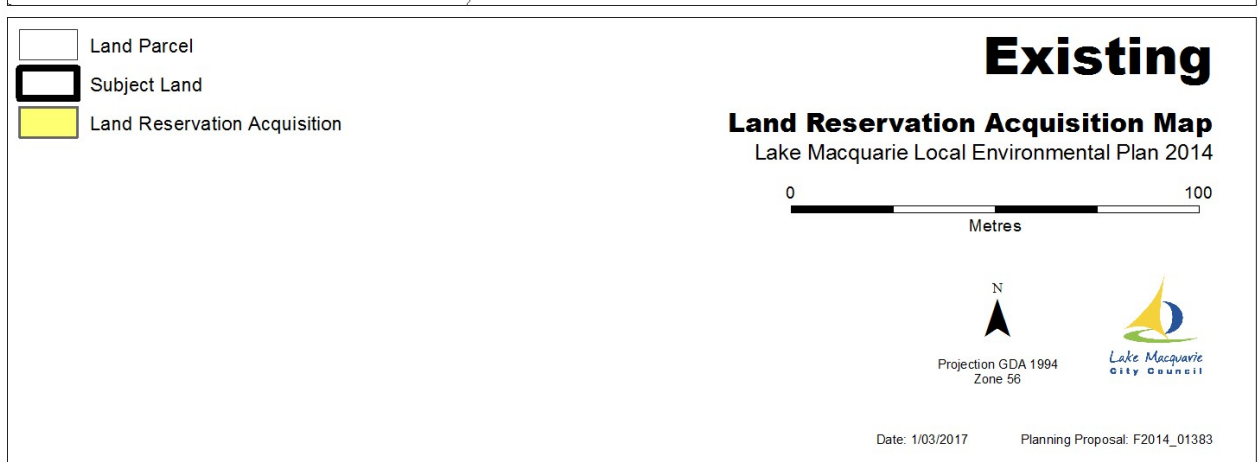 Land Parcel
Subject Land
Land Reservation Acquisition
Existing
Land Reservation Acquisition Map
Lake Macquarie Local Environmental Plan 2014
0 100
Metres
N
Projection GDA 1994
Zone 56
Lake Macquarie
City Council
Date: 1/03/2017 Planning Proposal: F2014_01383